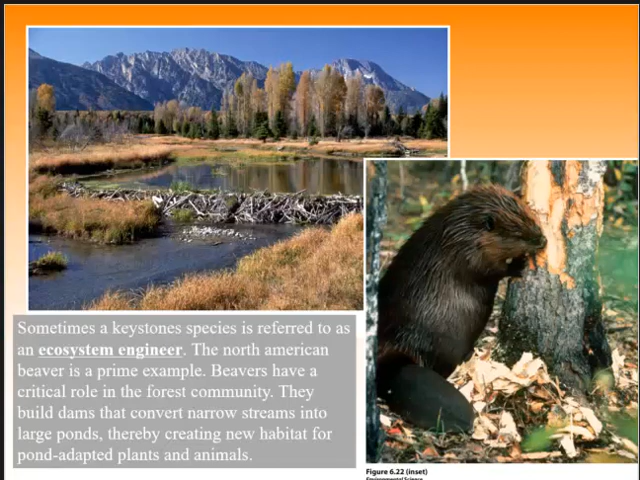 Sometimes a keystones species is referred to as
an ecosystem engineer. The north american
beaver is a prime example. Beavers have a
critical role in the forest community. They
build dams that convert narrow streams into
large ponds, thereby creating new habitat for
pond-adapted plants and animals.
Figure 6.22 (inset)
Environmental Science